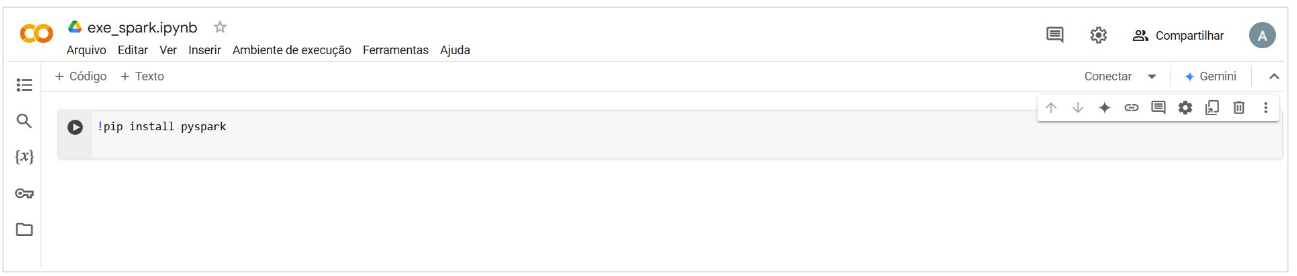 exe_spark.ipynb
Arquivo Editar Ver Inserir Ambiente de execução Ferramentas Ajuda
Compartilhar
A
+ Código + Texto
Conectar
Gemini
{x}
!pip install pyspark